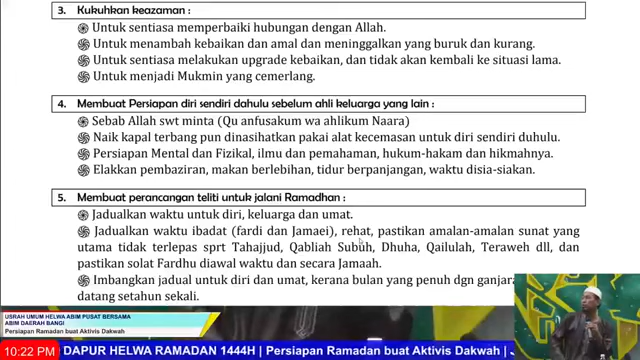 3. Kukuhkan keazaman :
Untuk sentiasa memperbaiki hubungan dengan Allah.
Untuk menambah kebaikan dan amal dan meninggalkan yang buruk dan kurang.
Untuk sentiasa melakukan upgrade kebaikan, dan tidak akan kembali ke situasi lama.
Untuk menjadi Mukmin yang cemerlang.
4. Membuat Persiapan diri sendiri dahulu sebelum ahli keluarga yang lain :
Sebab Allah swt minta (Qu anfusakum wa ahlikum Naara)
Naik kapal terbang pun dinasihatkan pakai alat kecemasan untuk diri sendiri duhulu.
Persiapan Mental dan Fizikal, ilmu dan pemahaman, hukum-hakam dan hikmahnya.
Elakkan pembaziran, makan berlebihan, tidur berpanjangan, waktu disia-siakan.
5. Membuat perancangan teliti untuk jalani Ramadhan :
Jadualkan waktu untuk diri, keluarga dan umat.
Jadualkan waktu ibadat (fardi dan Jamaei), rehat, pastikan amalan-amalan sunat yang
utama tidak terlepas sprt Tahajjud, Qabliah Subuh, Dhuha, Qailulah, Teraweh dll, dan
pastikan solat Fardhu diawal waktu dan secara Jamaah.
Imbangkan jadual untuk diri dan umat, kerana bulan yang penuh dgn ganjar
datang setahun sekali.
USRAH UMUM HELWA ABIM PUSAT BERSAMA
ABIM DAERAH BANGI
Persiapan Ramadan buat Aktivis Dakwah
10:22 PM DAPUR HELWA RAMADAN 1444H | Persiapan Ramadan buat Aktivis Dakwah |